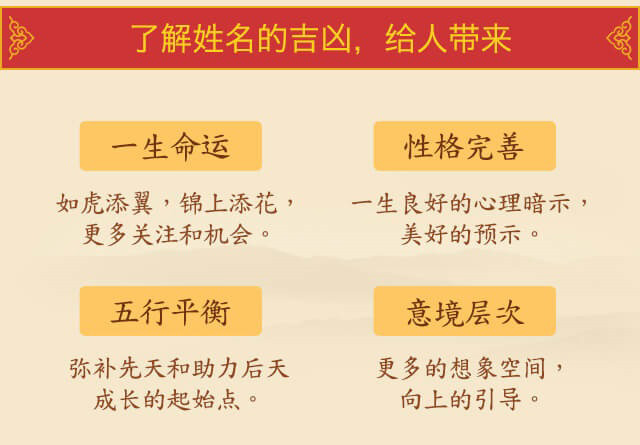 了解姓名的吉凶，给人带来
一生命运
如虎添翼，锦上添花，
更多关注和机会。
性格完善
一生良好的心理暗示，
美好的预示。
五行平衡
弥补先天和助力后天
成长的起始点。
意境层次
更多的想象空间，
向上的引导。